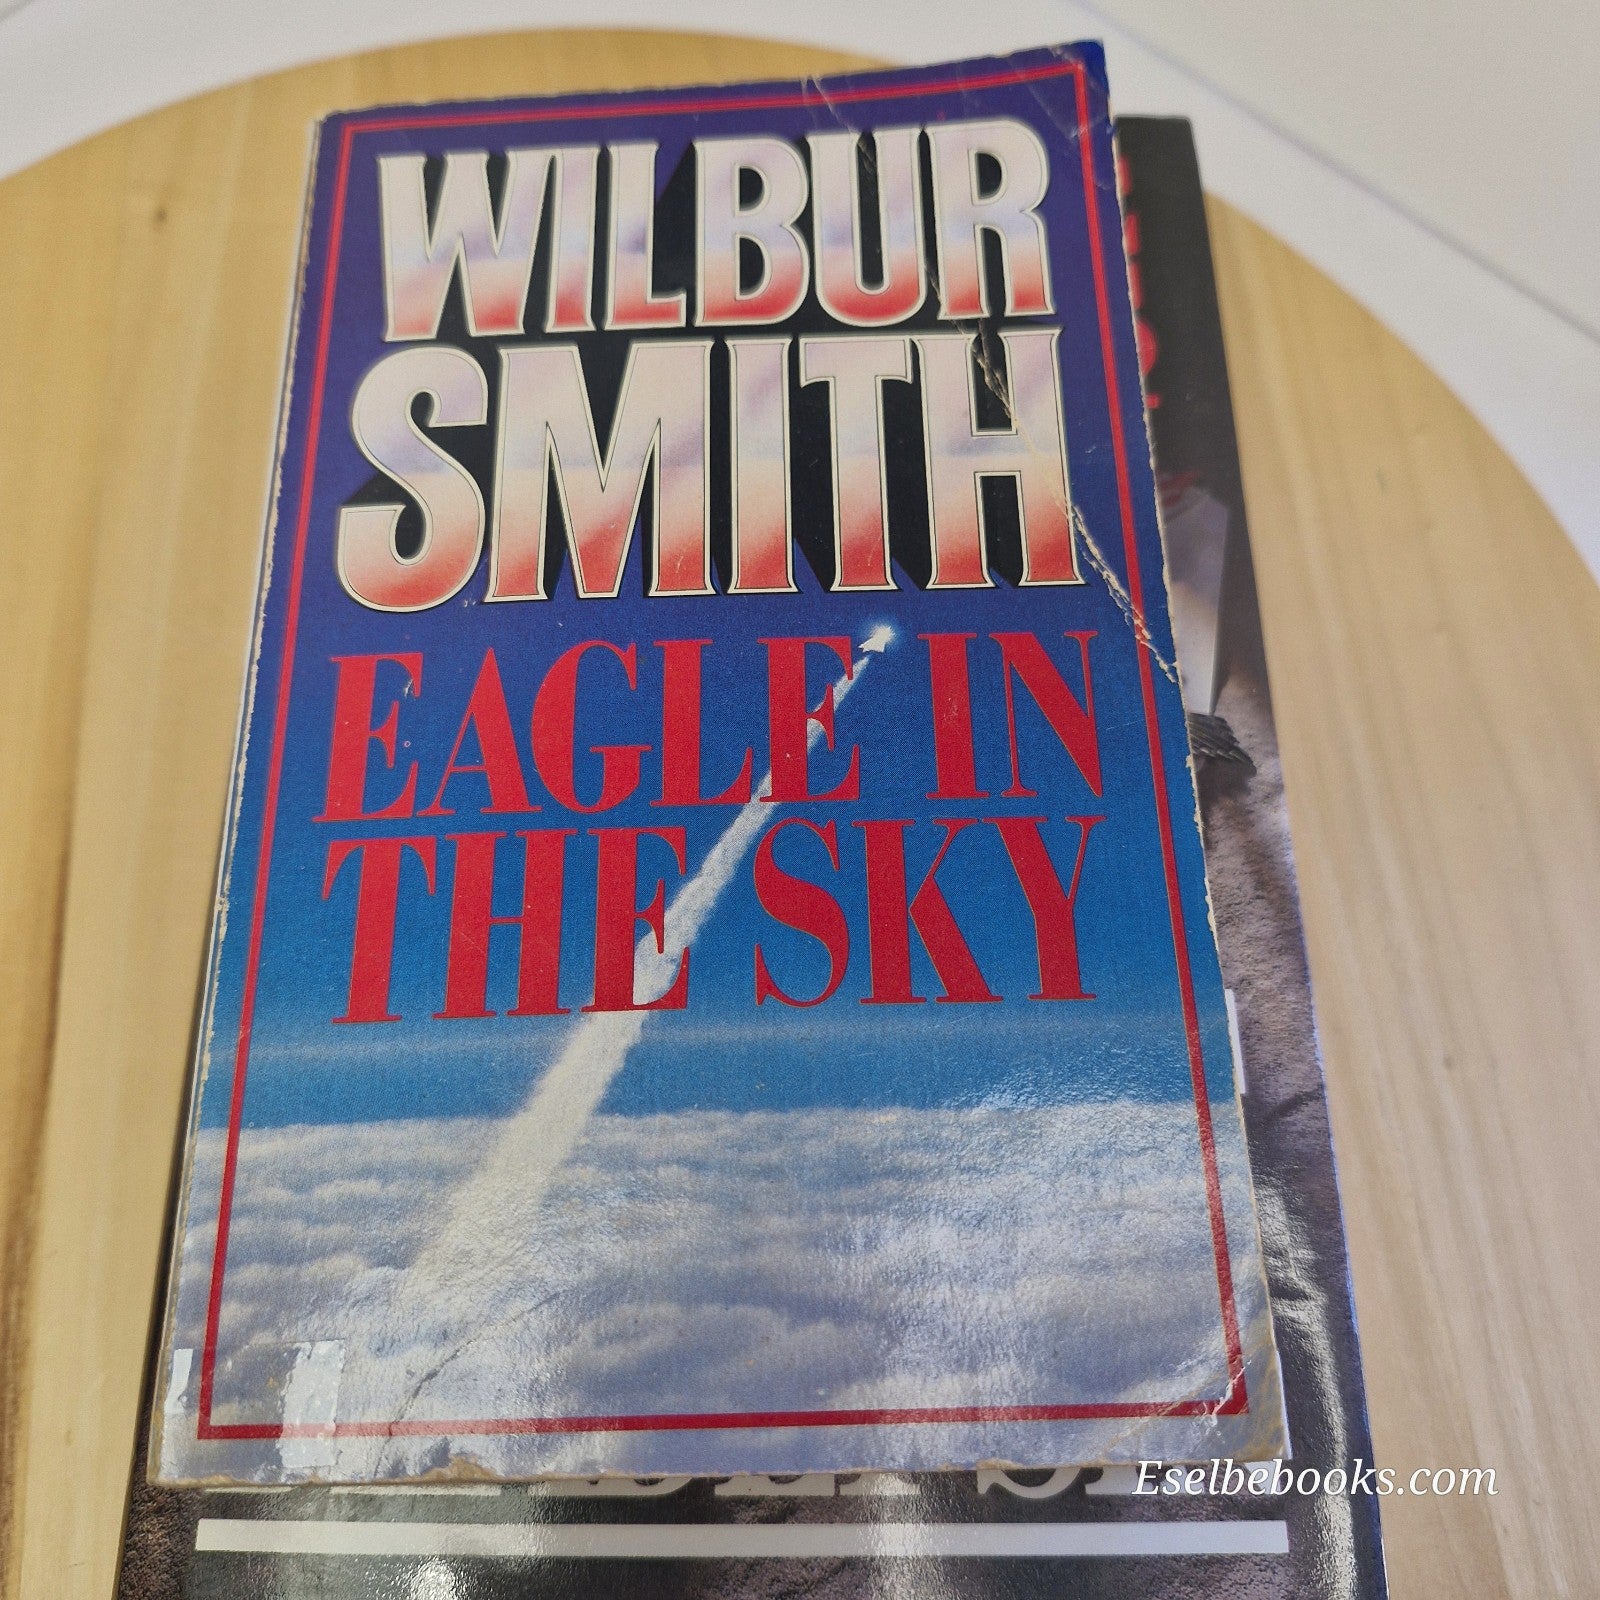 WILBUR
SMITH
EAGLE IN
THE SKY
Eselbebooks.com